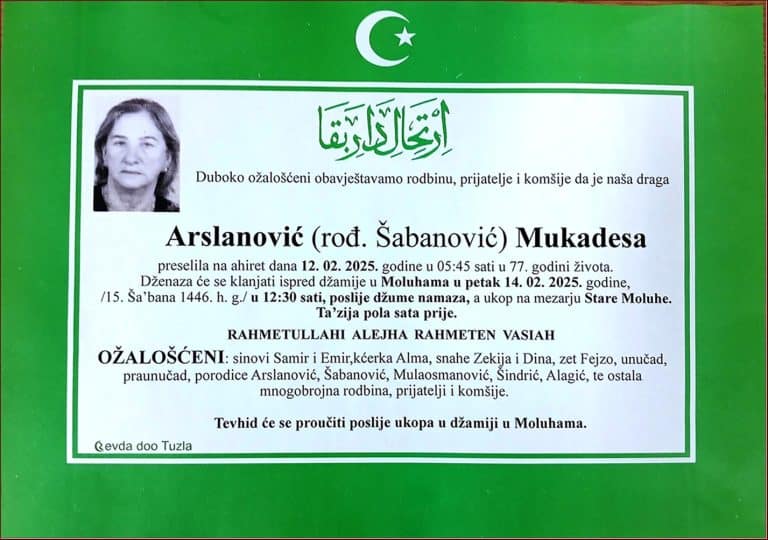 اِرْتِحَالِ دَارِ بَقَا
Duboko ožalošćeni obavještavamo rodbinu, prijatelje i komšije da je naša draga
Arslanović (rođ. Šabanović) Mukadesa
preselila na ahiret dana 12. 02. 2025. godine u 05:45 sati u 77. godini života.
Dženaza će se klanjati ispred džamije u Moluhama u petak 14. 02. 2025. godine,
/15. Ša'bana 1446. h. g./ u 12:30 sati, poslije džume namaza, a ukop na mezarju Stare Moluhe.
Ta'zija pola sata prije.
RAHMETULLAHI ALEJHA RAHMETEN VASIAH
OŽALOŠĆENI: sinovi Samir i Emir,kćerka Alma, snahe Zekija i Dina, zet Fejzo, unučad,
praunučad, porodice Arslanović, Šabanović, Mulaosmanović, Šindrić, Alagić, te ostala
mnogobrojna rodbina, prijatelji i komšije.
Tevhid će se proučiti poslije ukopa u džamiji u Moluhama.
Qevda doo Tuzla